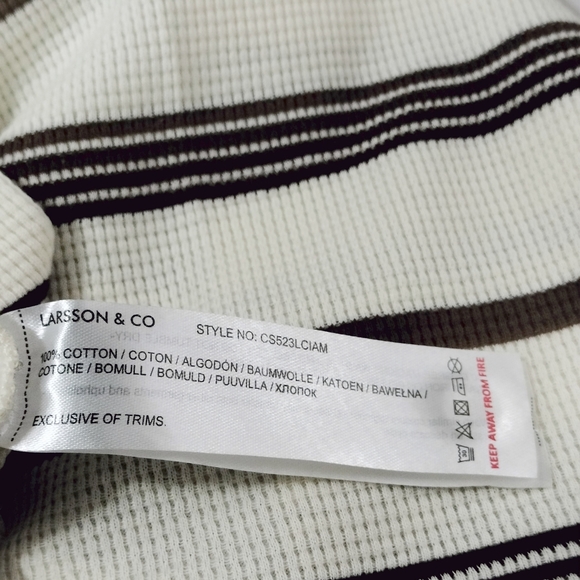 LARSSON & CO
STYLE NO: CS523LCIAM
100% COTTON / COTON / ALGODÓN / BAUMWOLLE / KATOEN / BAWEŁNA /
COTONE / BOMULL / BOMULD / PUUVILLA / ХЛОПОК
EXCLUSIVE OF TRIMS.
KEEP AWAY FROM FIRE
30